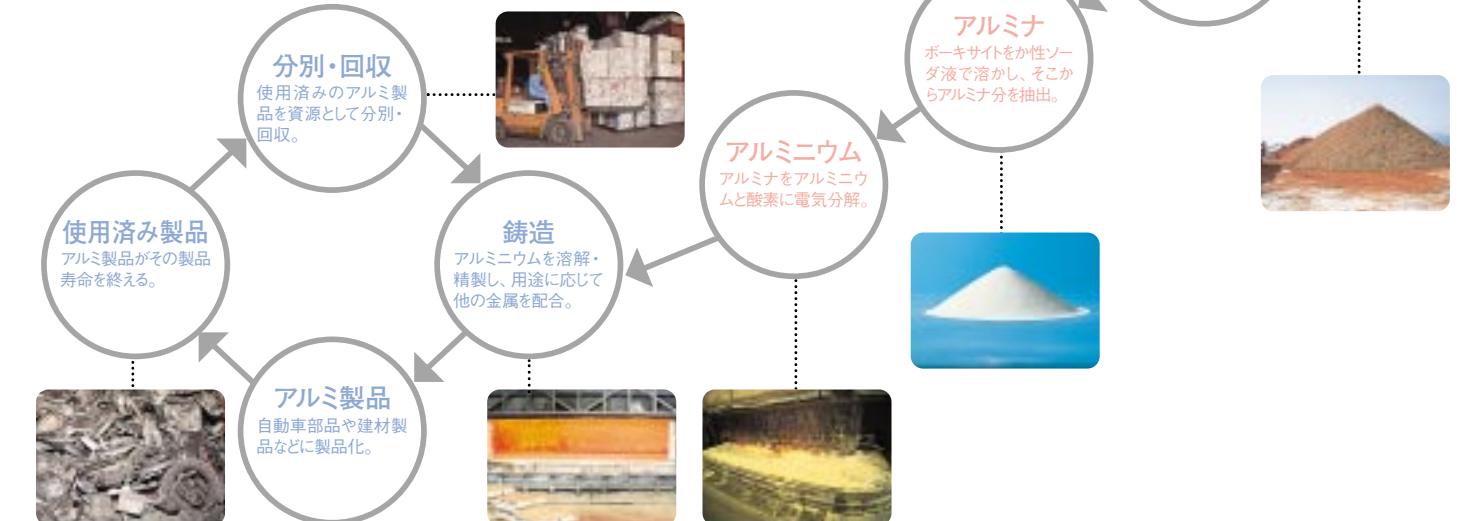 アルミナ
ボーキサイトをか性ソー
ダ液で溶かし、そこか
らアルミナ分を抽出。
分別・回収
使用済みのアルミ製
品を資源として分別・
回収。
アルミニウム
アルミナをアルミニウ
ムと酸素に電気分解。
使用済み製品
アルミ製品がその製品
寿命を終える。
鋳造
アルミニウムを溶解・
精製し、用途に応じて
他の金属を配合。
アルミ製品
自動車部品や建材製
品などに製品化。